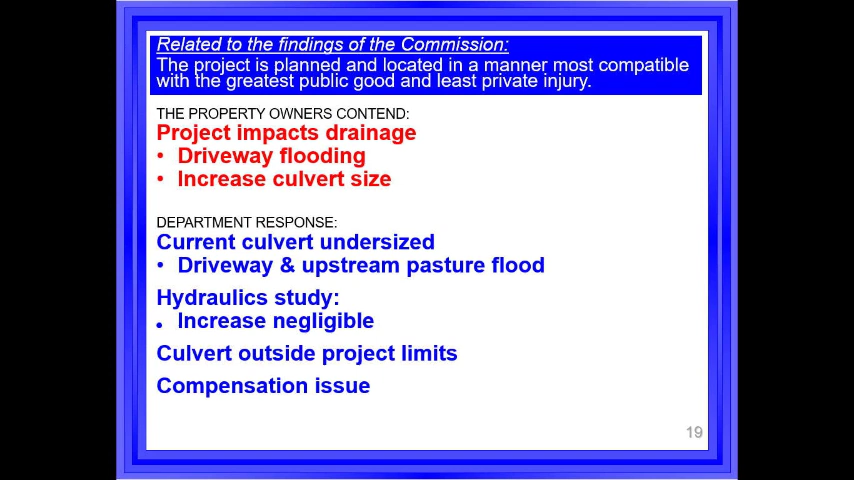 Related to the findings of the Commission:
The project is planned and located in a manner most compatible
with the greatest public good and least private injury.
THE PROPERTY OWNERS CONTEND:
Project impacts drainage
• Driveway flooding
• Increase culvert size
DEPARTMENT RESPONSE:
Current culvert undersized
• Driveway & upstream pasture flood
Hydraulics study:
• Increase negligible
Culvert outside project limits
Compensation issue
19